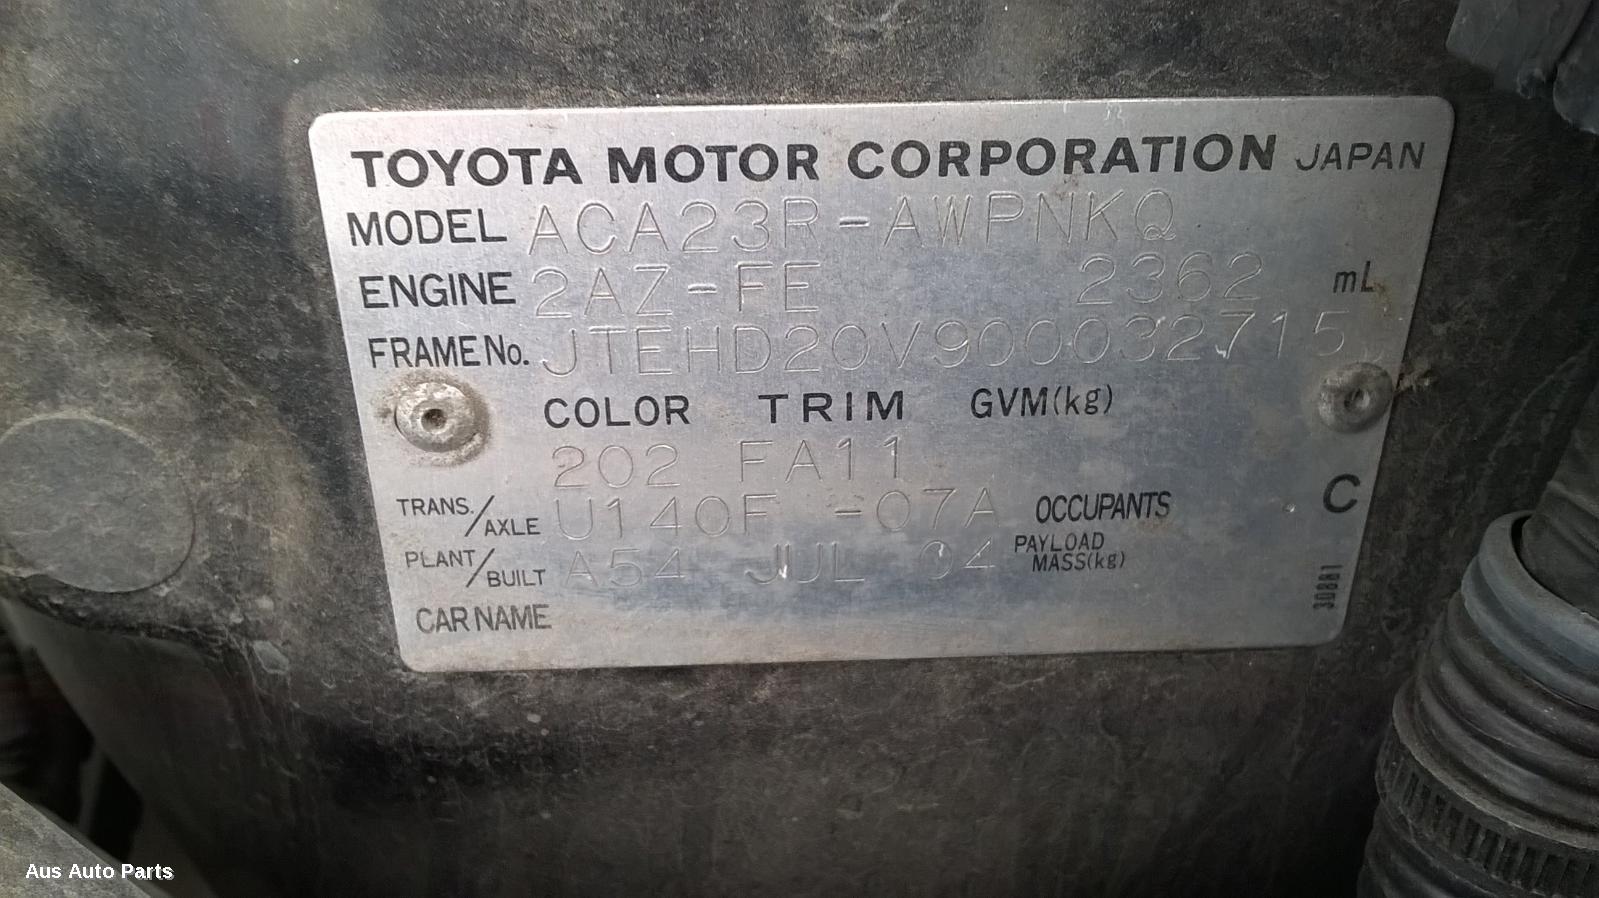 TOYOTA MOTOR CORPORATION JAPAN
MODEL ACA23R-AWPNKQ
ENGINE 2AZ-FE 2362 mL
FRAME No. JTEHD20V900032715
COLOR TRIM GVM(kg)
202 FA11
TRANS./AXLE U140F -07A OCCUPANTS C
PLANT/BUILT A54 JUL 04 PAYLOAD MASS(kg)
30881
CAR NAME
Aus Auto Parts